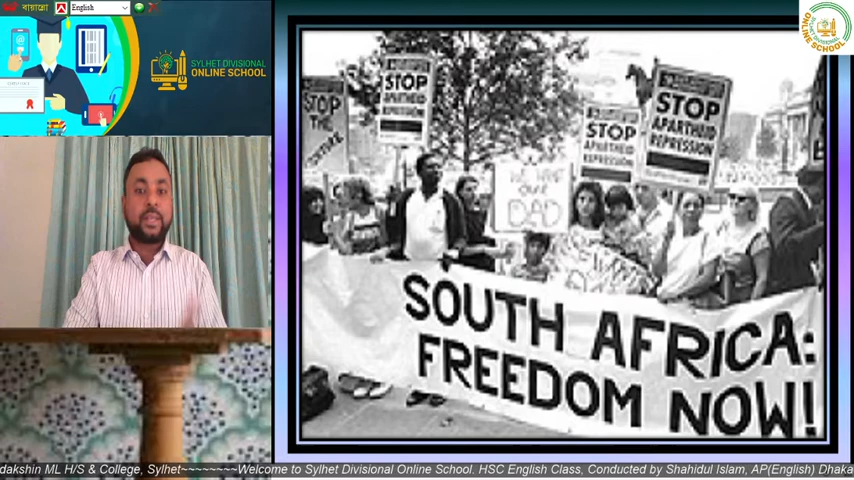 বায়ান্নো
English
SYLHET DIVISIONAL
ONLINE SCHOOL
SYLHET DIVISIONAL
ONLINE SCHOOL
STOP
THE
STOP
APARTHEID
REPRESSION
STOP
APARTHEID
REPRESSION
STOP
APARTHEID
REPRESSION
WE WANT
OUR
DAD
SOUTH AFRICA:
FREEDOM NOW!
dakshin ML H/S & College, Sylhet~~~~~~~~Welcome to Sylhet Divisional Online School. HSC English Class, Conducted by Shahidul Islam, AP(English) Dhaka